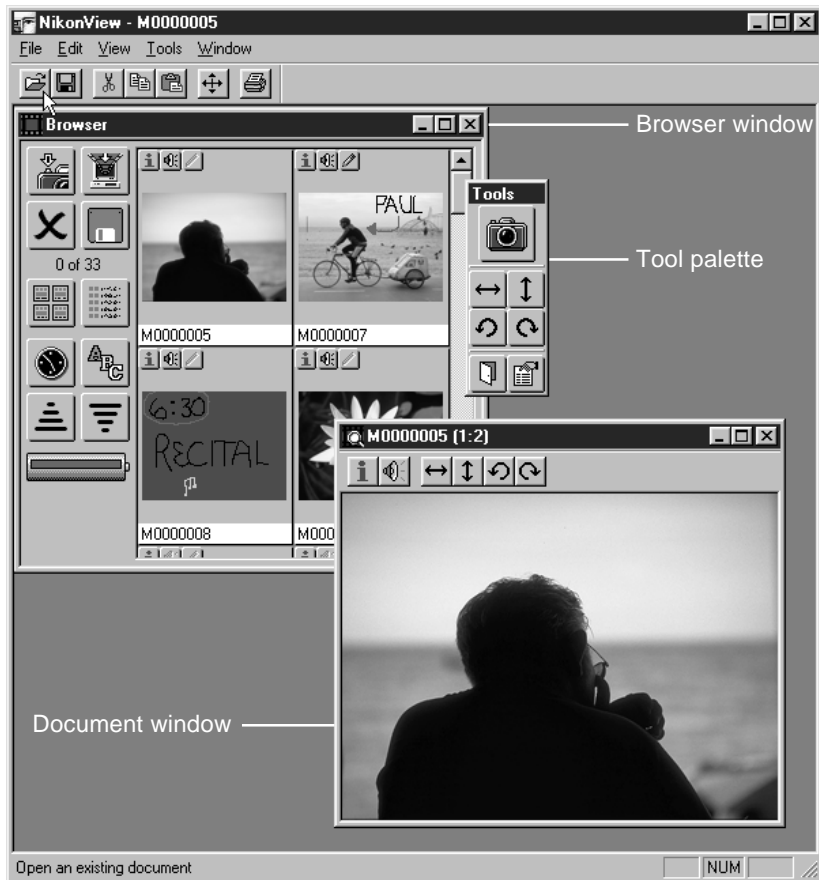 NikonView - M0000005
File Edit View Tools Window
Browser
Browser window
Tools
PAUL
Tool palette
0 of 33
M0000005
M0000007
ABC
6:30
RECITAL
M0000005 (1:2)
M0000008
M000
Document window
Open an existing document
NUM